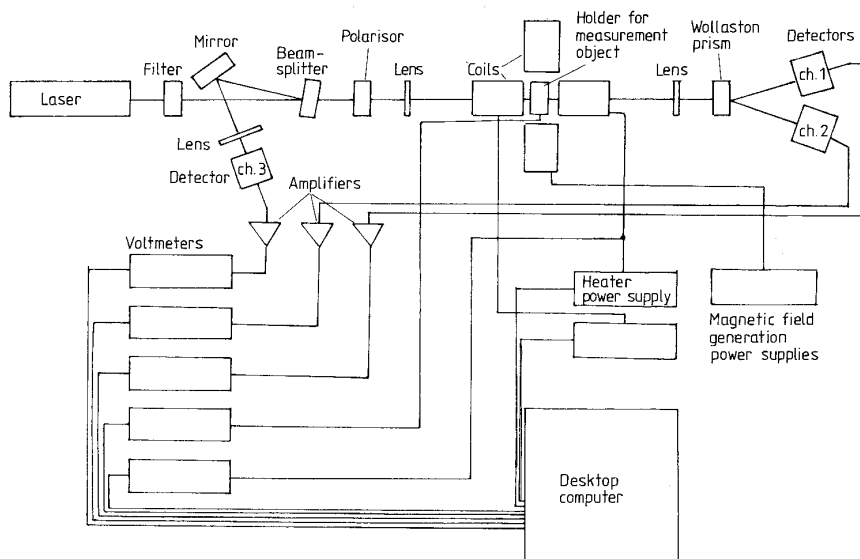 Mirror
Beam-
splitter
Polarisor
Coils
Holder for
measurement
object
Wollaston
prism
Detectors
Filter
Lens
Lens
ch.1
Laser
ch.2
Lens
Detector
ch.3
Amplifiers
Voltmeters
Heater
power supply
Magnetic field
generation
power supplies
Desktop
computer